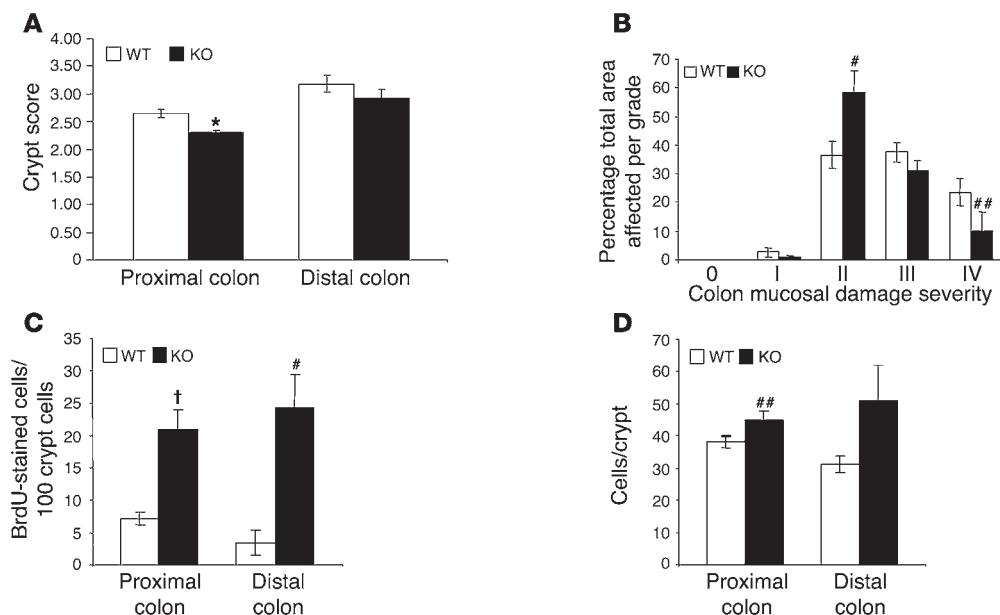 A
4.00
3.50
3.00
2.50
2.00
1.50
1.00
.50
0
Crypt score
WT KO
*
Proximal colon Distal colon
B
70
60
50
40
30
20
10
0
Percentage total area
affected per grade
WT KO
#
##
0 I II III IV
Colon mucosal damage severity
C
35
30
25
20
15
10
5
0
BrdU-stained cells/
100 crypt cells
WT KO
†
#
Proximal Distal
colon colon
D
70
60
50
40
30
20
10
0
Cells/crypt
WT KO
##
Proximal Distal
colon colon